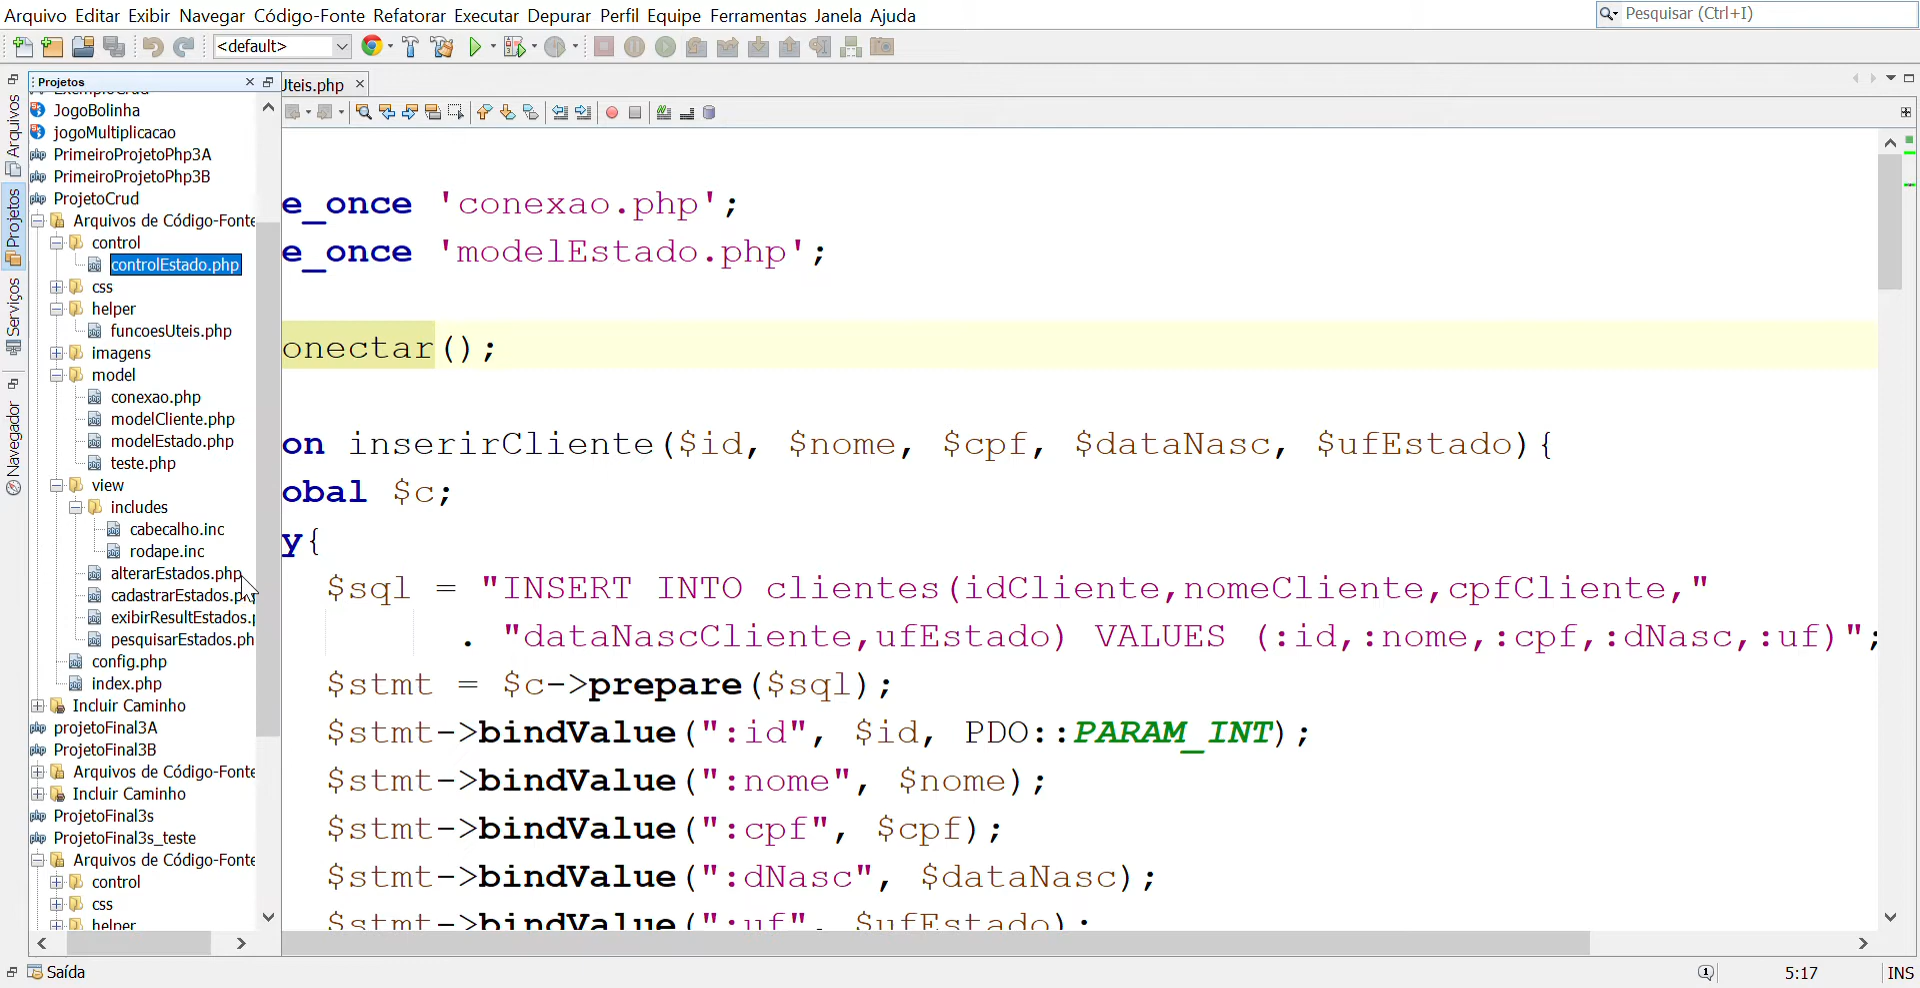 Arquivo Editar Exibir Navegar Código-Fonte Refatorar Executar Depurar Perfil Equipe Ferramentas Janela Ajuda
Pesquisar (Ctrl+I)
<default>
Projetos
Uteis.php
Arquivos
Projetos
Serviços
Navegador
ExemploCrud
JogoBolinha
jogoMultiplicacao
PrimeiroProjetoPhp3A
PrimeiroProjetoPhp3B
ProjetoCrud
Arquivos de Código-Fonte
control
controlEstado.php
css
helper
funcoesUteis.php
imagens
model
conexao.php
modelCliente.php
modelEstado.php
teste.php
view
includes
cabecalho.inc
rodape.inc
alterarEstados.php
cadastrarEstados.php
exibirResultEstados.p
pesquisarEstados.ph
config.php
index.php
Incluir Caminho
projetoFinal3A
ProjetoFinal3B
Arquivos de Código-Fonte
Incluir Caminho
ProjetoFinal3s
ProjetoFinal3s_teste
Arquivos de Código-Fonte
control
css
helper
e_once 'conexao.php';
e_once 'modelEstado.php';
onectar();
on inserirCliente($id, $nome, $cpf, $dataNasc, $ufEstado){
obal $c;
y{
$sql = "INSERT INTO clientes(idCliente,nomeCliente,cpfCliente,"
. "dataNascCliente,ufEstado) VALUES (:id,:nome,:cpf,:dNasc,:uf)";
$stmt = $c->prepare($sql);
$stmt->bindValue(":id", $id, PDO::PARAM_INT);
$stmt->bindValue(":nome", $nome);
$stmt->bindValue(":cpf", $cpf);
$stmt->bindValue(":dNasc", $dataNasc);
$stmt->bindValue(":uf", $ufEstado);
Saída
5:17
INS